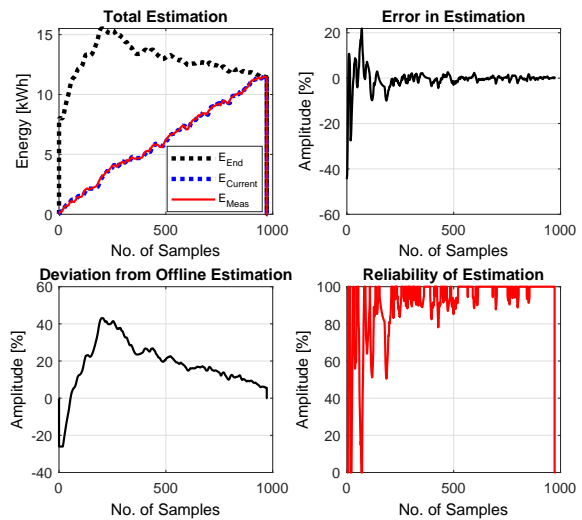 Total Estimation
Energy [kWh]
15
10
5
0
0
500
1000
No. of Samples
E_End
E_Current
E_Meas
Error in Estimation
Amplitude [%]
20
0
-20
-40
-60
0
500
1000
No. of Samples
Deviation from Offline Estimation
Amplitude [%]
60
40
20
0
-20
-40
0
500
1000
No. of Samples
Reliability of Estimation
Amplitude [%]
100
80
60
40
20
0
0
500
1000
No. of Samples